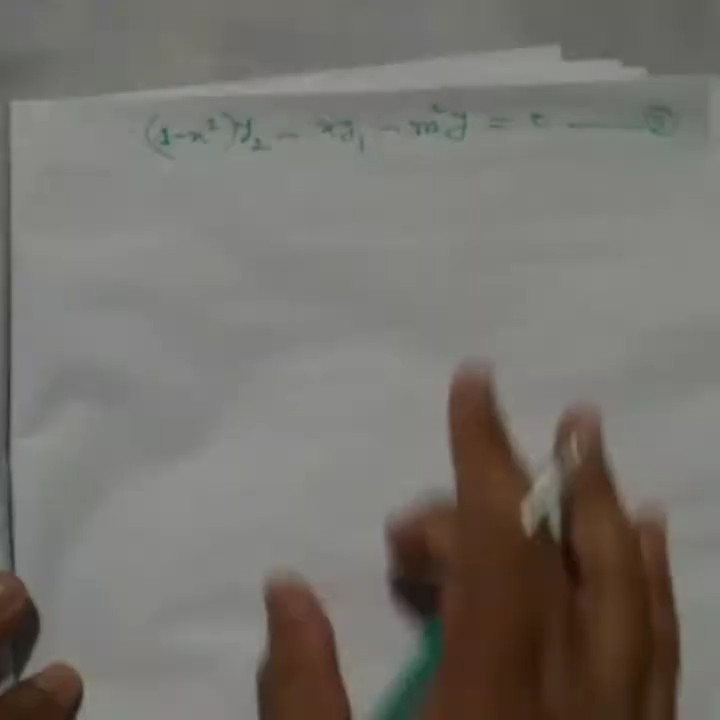 (1-x²)y₂ - xy₁ - m²y = 0 —— ②